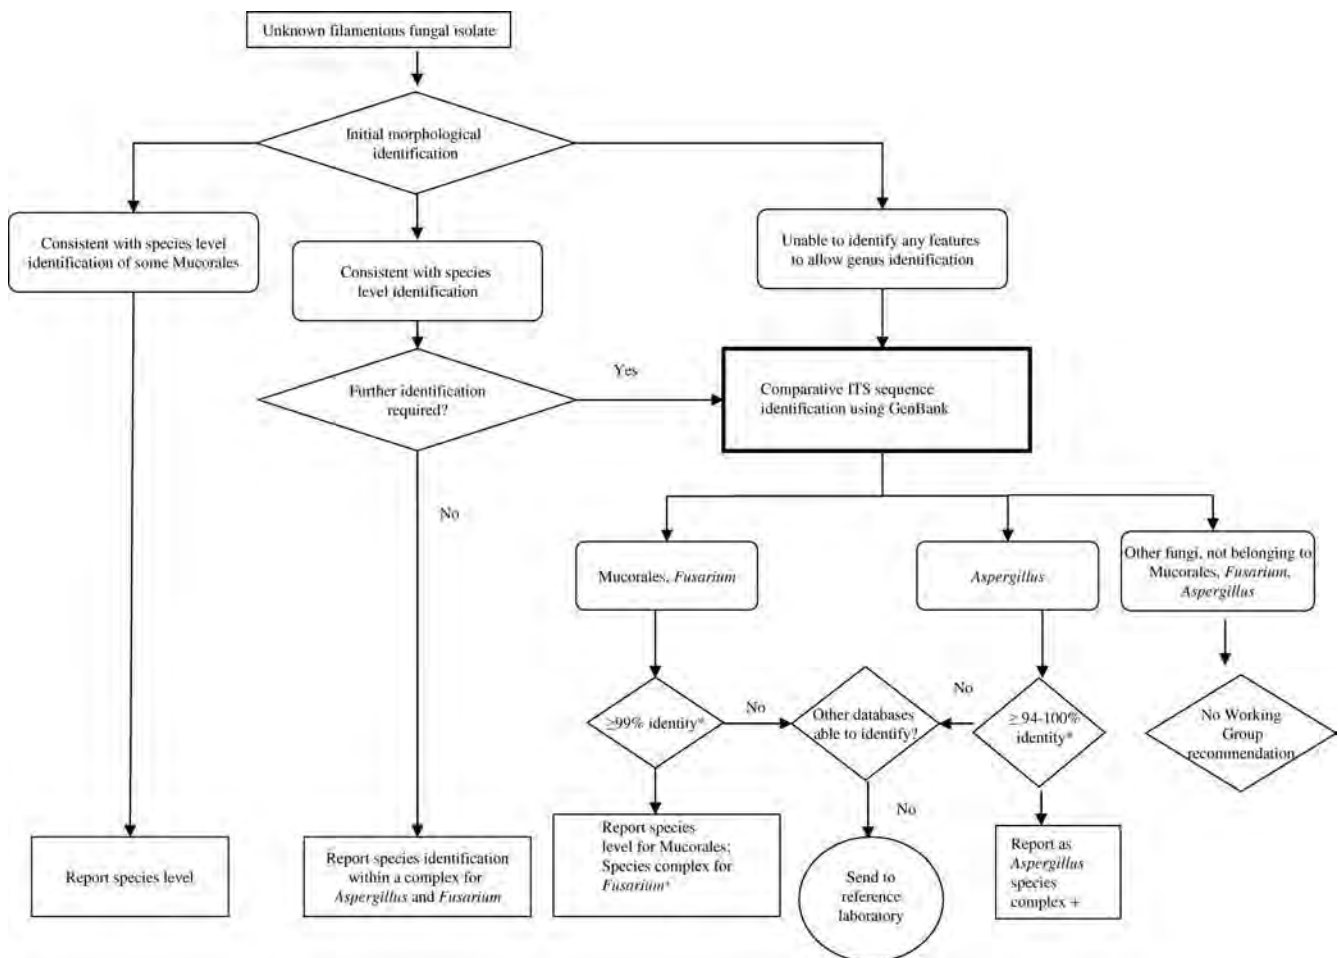 Unknown filamentous fungal isolate
Initial morphological
identification
Consistent with species level
identification of some Mucorales
Consistent with species
level identification
Unable to identify any features
to allow genus identification
Further identification
required?
Yes
Comparative ITS sequence
identification using GenBank
No
Mucorales, Fusarium
Aspergillus
Other fungi, not belonging to
Mucorales, Fusarium,
Aspergillus
≥99% identity*
No
Other databases
able to identify?
No
≥ 94-100%
identity*
No Working
Group
recommendation
No
Report species level
Report species identification
within a complex for
Aspergillus and Fusarium
Report species
level for Mucorales;
Species complex for
Fusarium+
Send to
reference
laboratory
Report as
Aspergillus
species
complex +